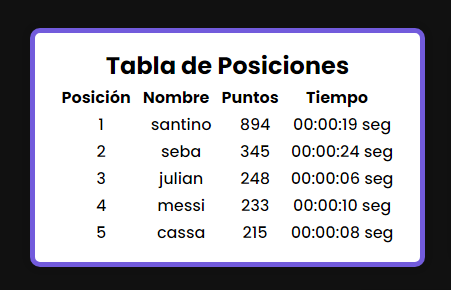 Tabla de Posiciones
Posición Nombre Puntos Tiempo
1 santino 894 00:00:19 seg
2 seba 345 00:00:24 seg
3 julian 248 00:00:06 seg
4 messi 233 00:00:10 seg
5 cassa 215 00:00:08 seg